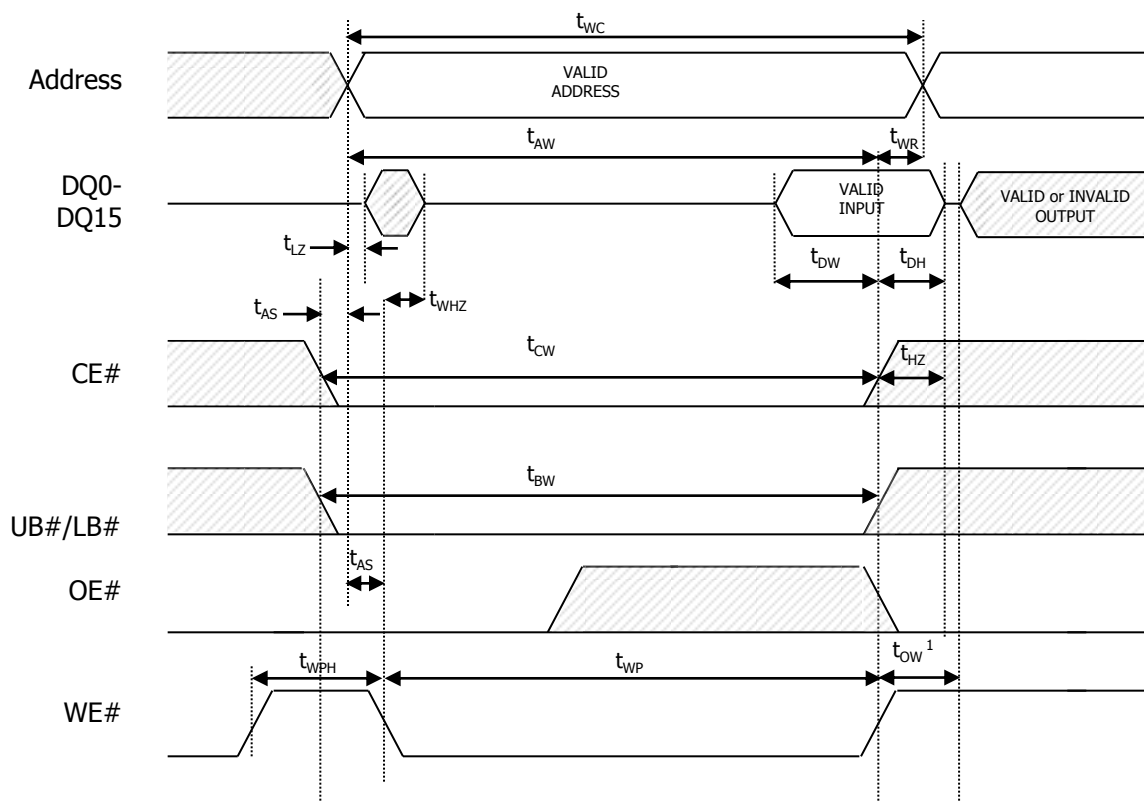 tWC
Address
VALID
ADDRESS
tAW
tWR
DQ0-
DQ15
VALID
INPUT
VALID or INVALID
OUTPUT
tLZ
tDW
tDH
tAS
tWHZ
CE#
tCW
tHZ
UB#/LB#
tBW
tAS
OE#
tWPH
tWP
tOW 1
WE#